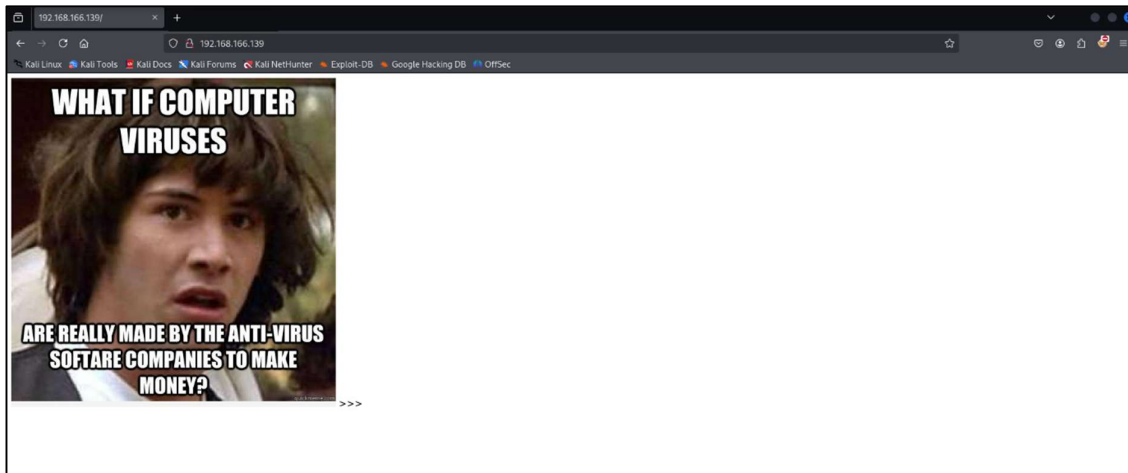 192.168.166.139/
192.168.166.139
Kali Linux Kali Tools Kali Docs Kali Forums Kali NetHunter Exploit-DB Google Hacking DB OffSec
WHAT IF COMPUTER
VIRUSES
ARE REALLY MADE BY THE ANTI-VIRUS
SOFTARE COMPANIES TO MAKE
MONEY?
>>>